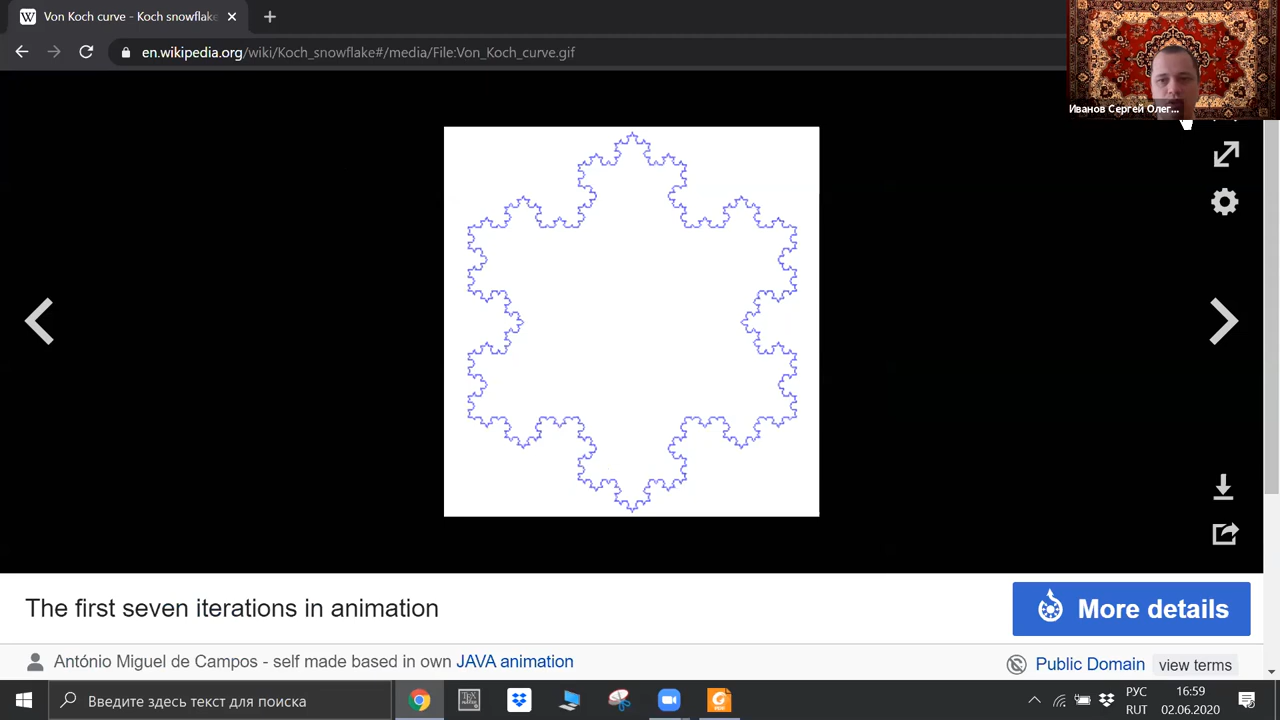 Von Koch curve - Koch snowflake
en.wikipedia.org/wiki/Koch_snowflake#/media/File:Von_Koch_curve.gif
Иванов Сергей Олег...
The first seven iterations in animation
More details
António Miguel de Campos - self made based in own JAVA animation
Public Domain
view terms
Введите здесь текст для поиска
РУС
16:59
RUT
02.06.2020